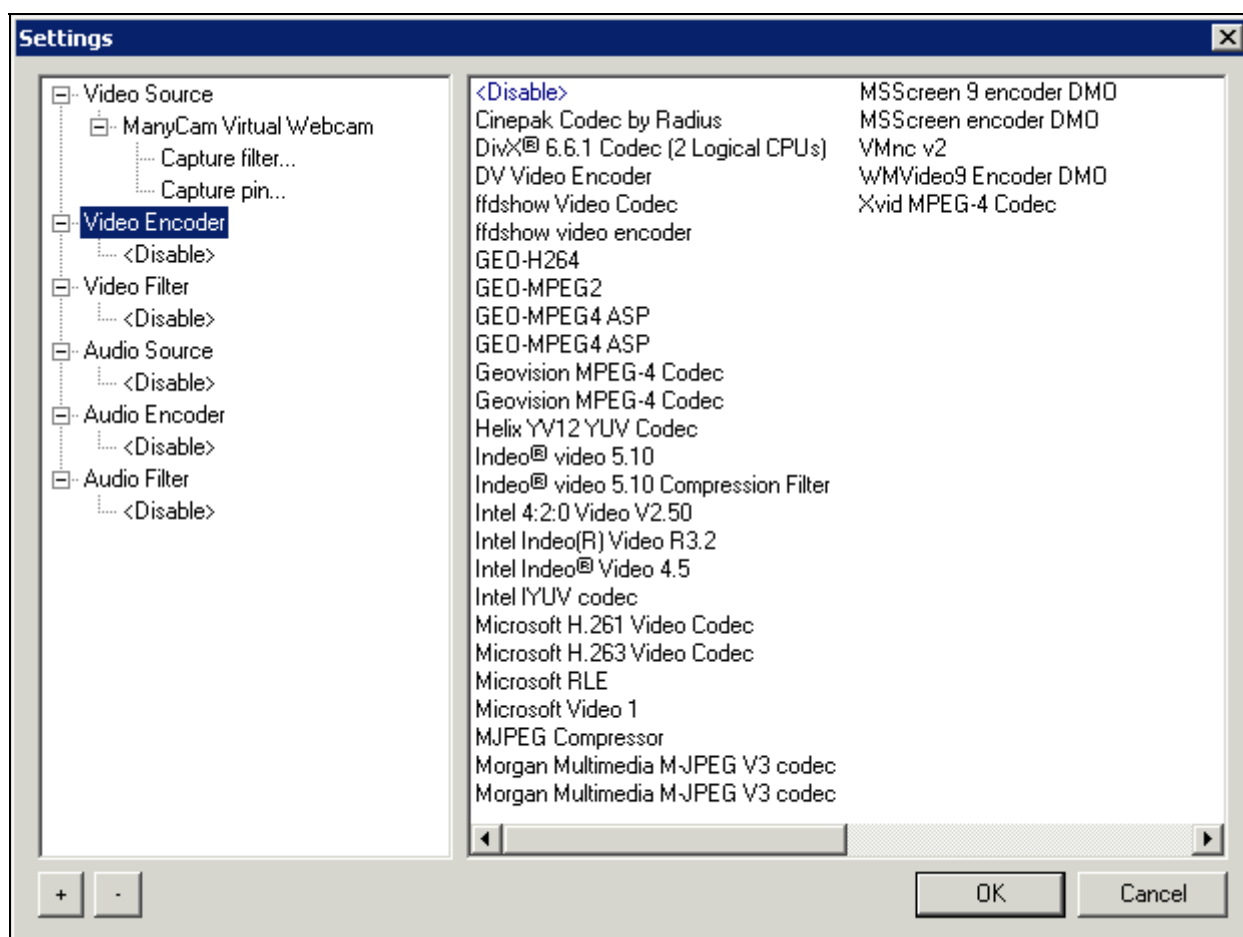 Settings
Video Source
ManyCam Virtual Webcam
Capture filter...
Capture pin...
Video Encoder
<Disable>
Video Filter
<Disable>
Audio Source
<Disable>
Audio Encoder
<Disable>
Audio Filter
<Disable>
<Disable>
Cinepak Codec by Radius
DivX® 6.6.1 Codec (2 Logical CPUs)
DV Video Encoder
ffdshow Video Codec
ffdshow video encoder
GEO-H264
GEO-MPEG2
GEO-MPEG4 ASP
GEO-MPEG4 ASP
Geovision MPEG-4 Codec
Geovision MPEG-4 Codec
Helix YV12 YUV Codec
Indeo® video 5.10
Indeo® video 5.10 Compression Filter
Intel 4:2:0 Video V2.50
Intel Indeo(R) Video R3.2
Intel Indeo® Video 4.5
Intel IYUV codec
Microsoft H.261 Video Codec
Microsoft H.263 Video Codec
Microsoft RLE
Microsoft Video 1
MJPEG Compressor
Morgan Multimedia M-JPEG V3 codec
Morgan Multimedia M-JPEG V3 codec
MSScreen 9 encoder DMO
MSScreen encoder DMO
VMnc v2
WMVideo9 Encoder DMO
Xvid MPEG-4 Codec
+ -
OK
Cancel